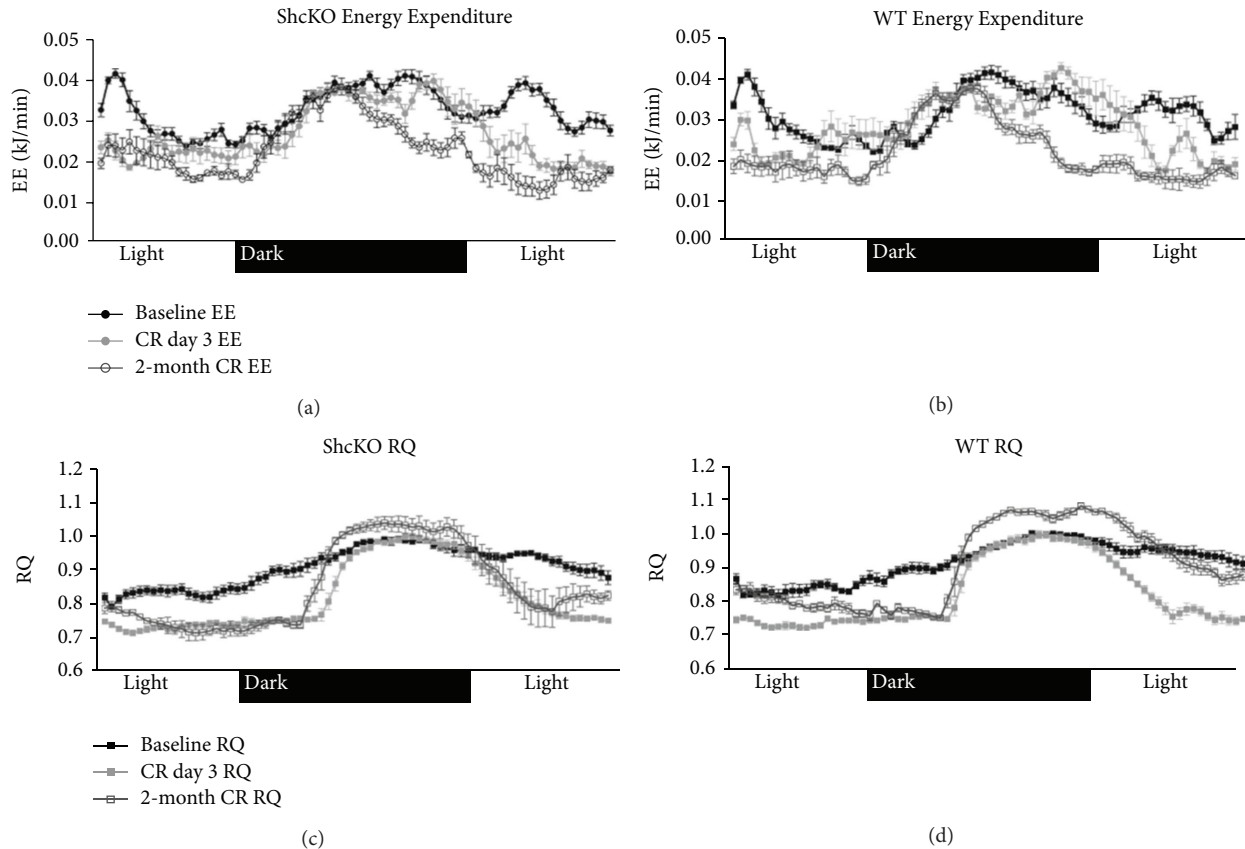 ShcKO Energy Expenditure
0.05
0.04
0.03
0.02
0.01
0.00
EE (kJ/min)
Light
Dark
Light
Baseline EE
CR day 3 EE
2-month CR EE
(a)
WT Energy Expenditure
0.05
0.04
0.03
0.02
0.01
0.00
EE (kJ/min)
Light
Dark
Light
(b)
ShcKO RQ
1.2
1.1
1.0
0.9
0.8
0.7
0.6
RQ
Light
Dark
Light
Baseline RQ
CR day 3 RQ
2-month CR RQ
(c)
WT RQ
1.2
1.1
1.0
0.9
0.8
0.7
0.6
RQ
Light
Dark
Light
(d)